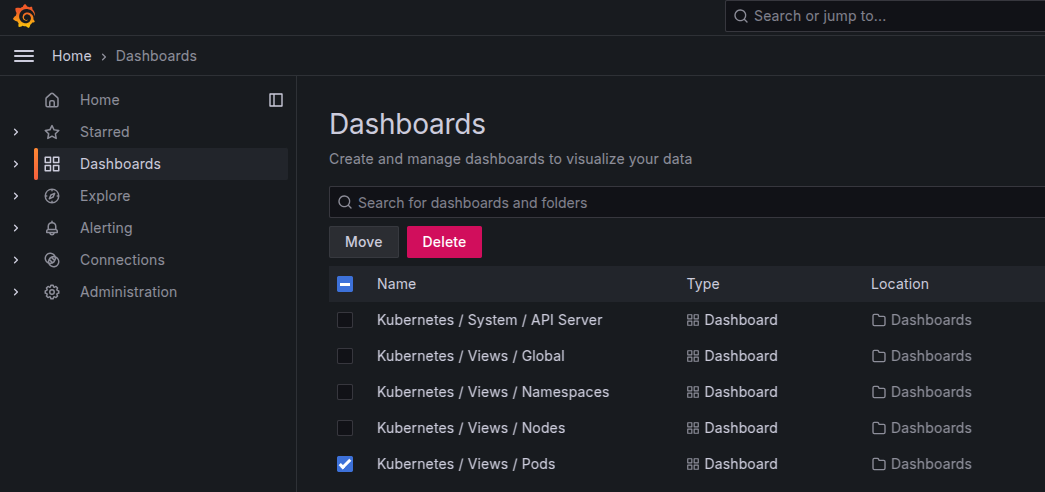 Search or jump to...
Home › Dashboards
Home
Starred
Dashboards
Explore
Alerting
Connections
Administration
Dashboards
Create and manage dashboards to visualize your data
Search for dashboards and folders
Move Delete
Name Type Location
Kubernetes / System / API Server Dashboard Dashboards
Kubernetes / Views / Global Dashboard Dashboards
Kubernetes / Views / Namespaces Dashboard Dashboards
Kubernetes / Views / Nodes Dashboard Dashboards
Kubernetes / Views / Pods Dashboard Dashboards